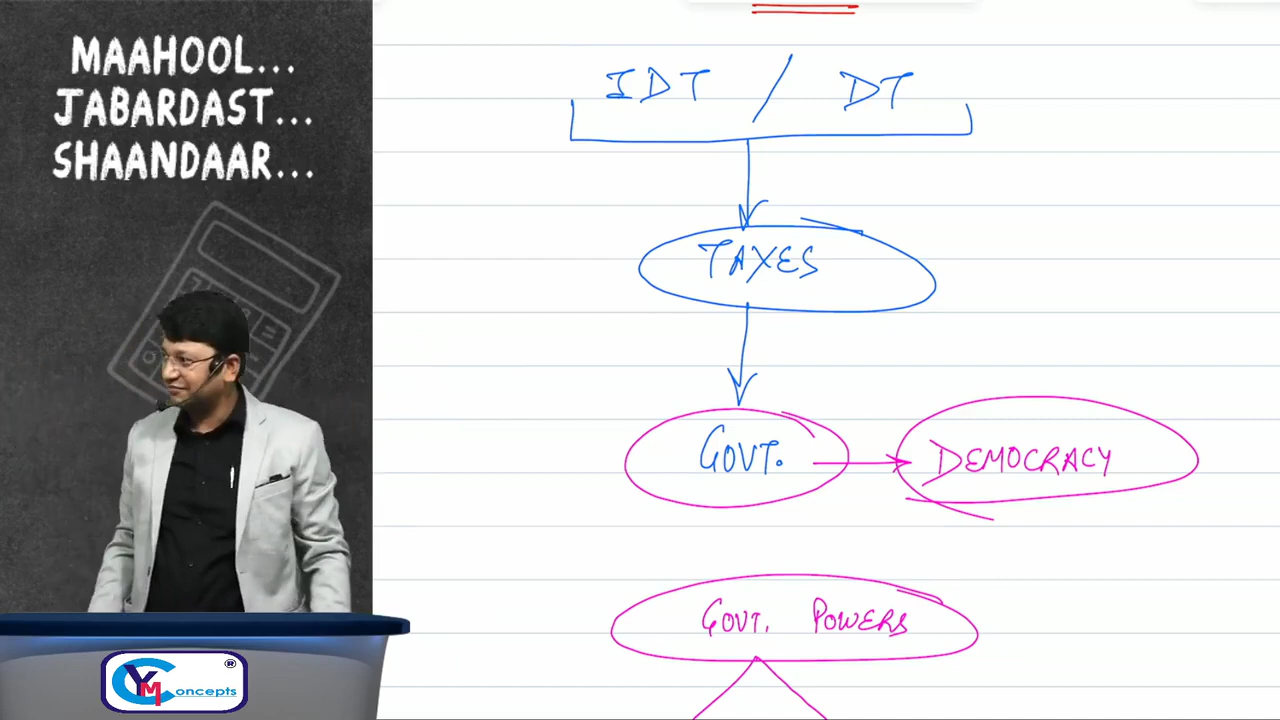 MAAHOOL...
JABARDAST...
SHAANDAAR...
IDT / DT
TAXES
GOVT. DEMOCRACY
GOVT. POWERS
YM Concepts ®